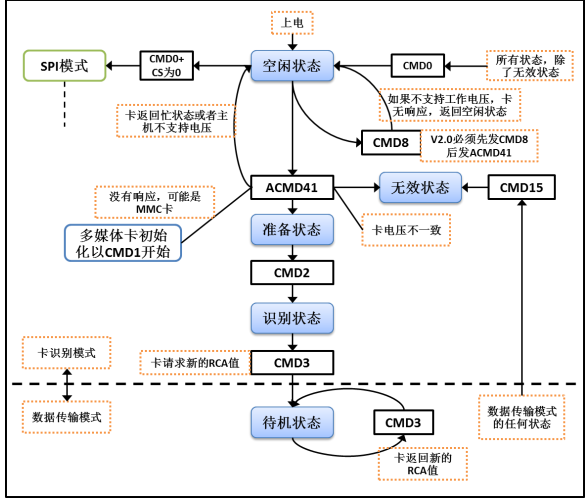 上电
SPI模式
CMD0+
CS为0
空闲状态
CMD0
所有状态，除
了无效状态
卡返回忙状态或者主
机不支持电压
如果不支持工作电压，卡
无响应，返回空闲状态
CMD8
V2.0必须先发CMD8
后发ACMD41
没有响应，可能是
MMC卡
ACMD41
无效状态
CMD15
多媒体卡初始
化以CMD1开始
准备状态
卡电压不一致
CMD2
识别状态
卡识别模式
卡请求新的RCA值
CMD3
数据传输模式
待机状态
CMD3
数据传输模式
的任何状态
卡返回新的
RCA值